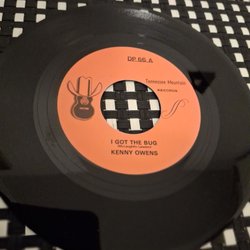 DP 66 A
Tennessee Mountain
RECORDS
I GOT THE BUG
KENNY OWENS